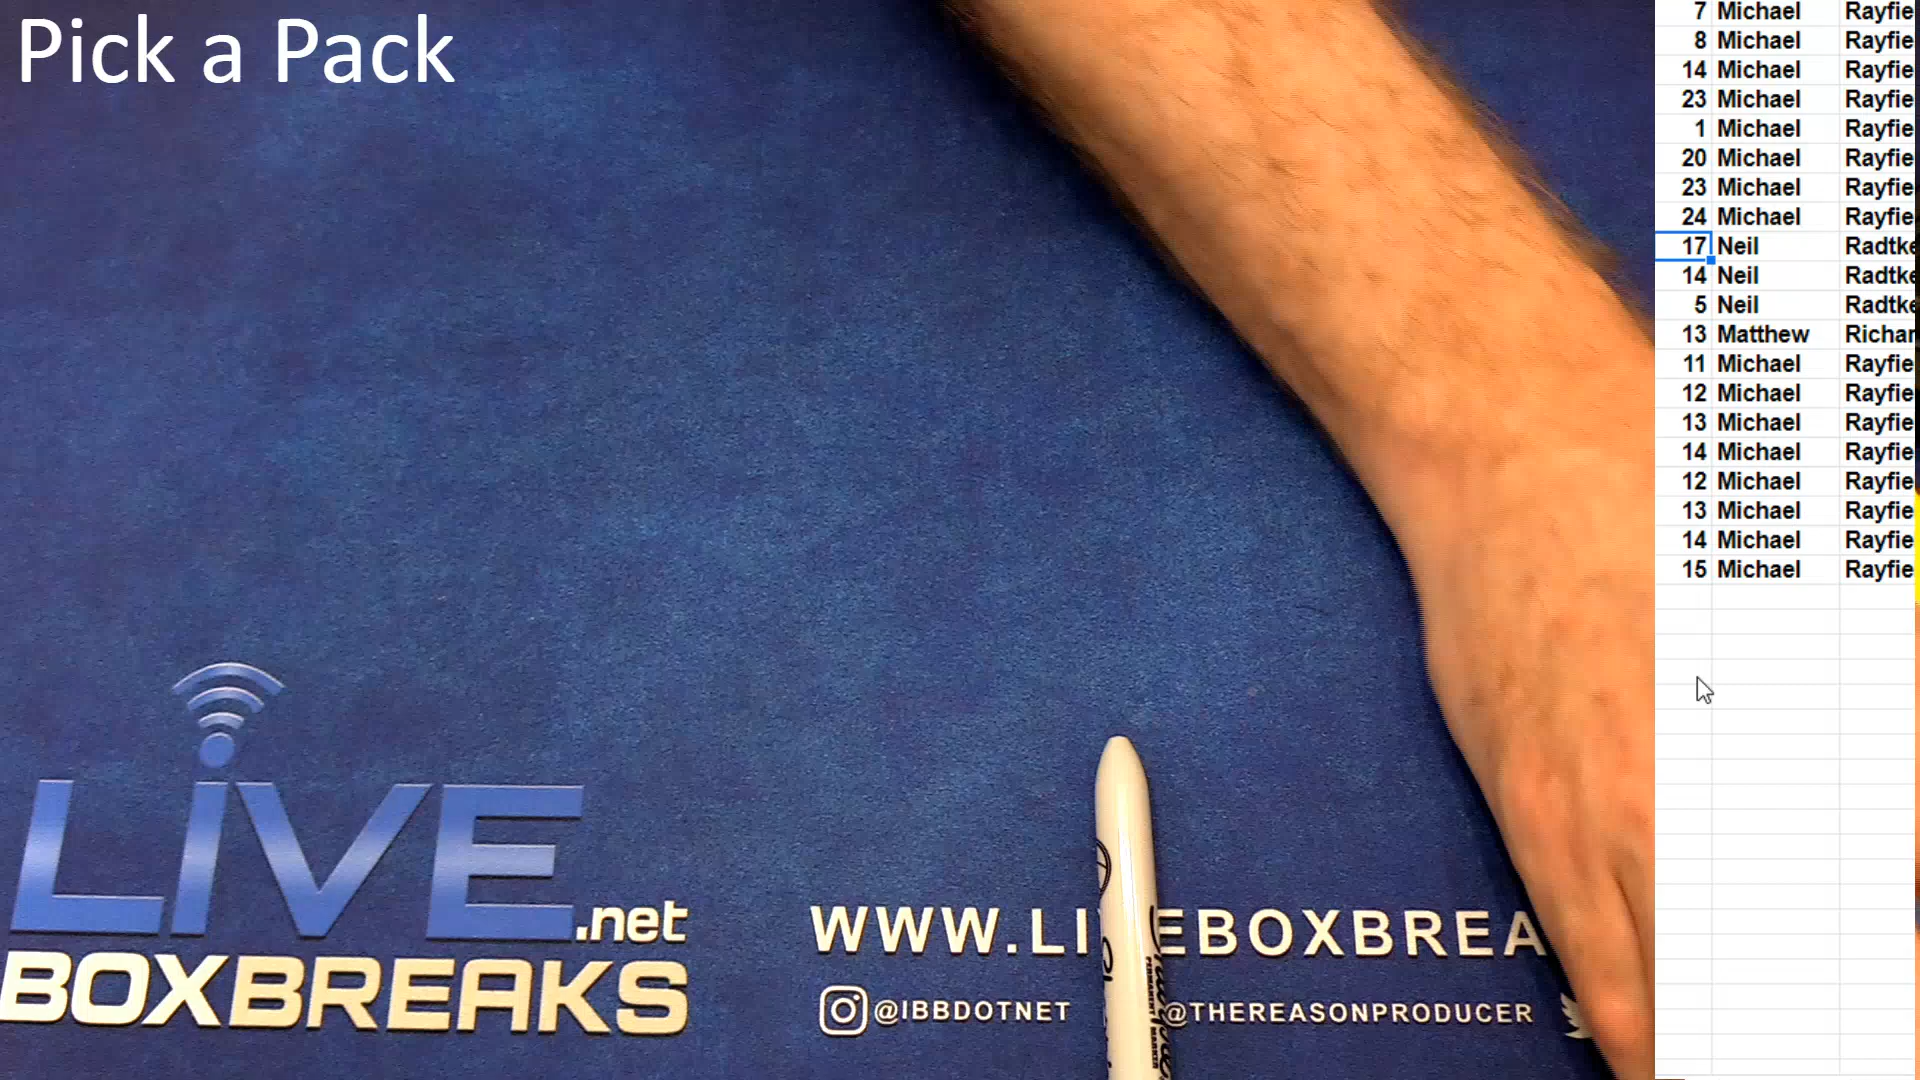 Pick a Pack
7 Michael Rayfie
8 Michael Rayfie
14 Michael Rayfie
23 Michael Rayfie
1 Michael Rayfie
20 Michael Rayfie
23 Michael Rayfie
24 Michael Rayfie
17 Neil Radtke
14 Neil Radtke
5 Neil Radtke
13 Matthew Richar
11 Michael Rayfie
12 Michael Rayfie
13 Michael Rayfie
14 Michael Rayfie
12 Michael Rayfie
13 Michael Rayfie
14 Michael Rayfie
15 Michael Rayfie
LiVE.net
BOXBREAKS
WWW.LIVEBOXBREA
@IBBDOTNET @THEREASONPRODUCER